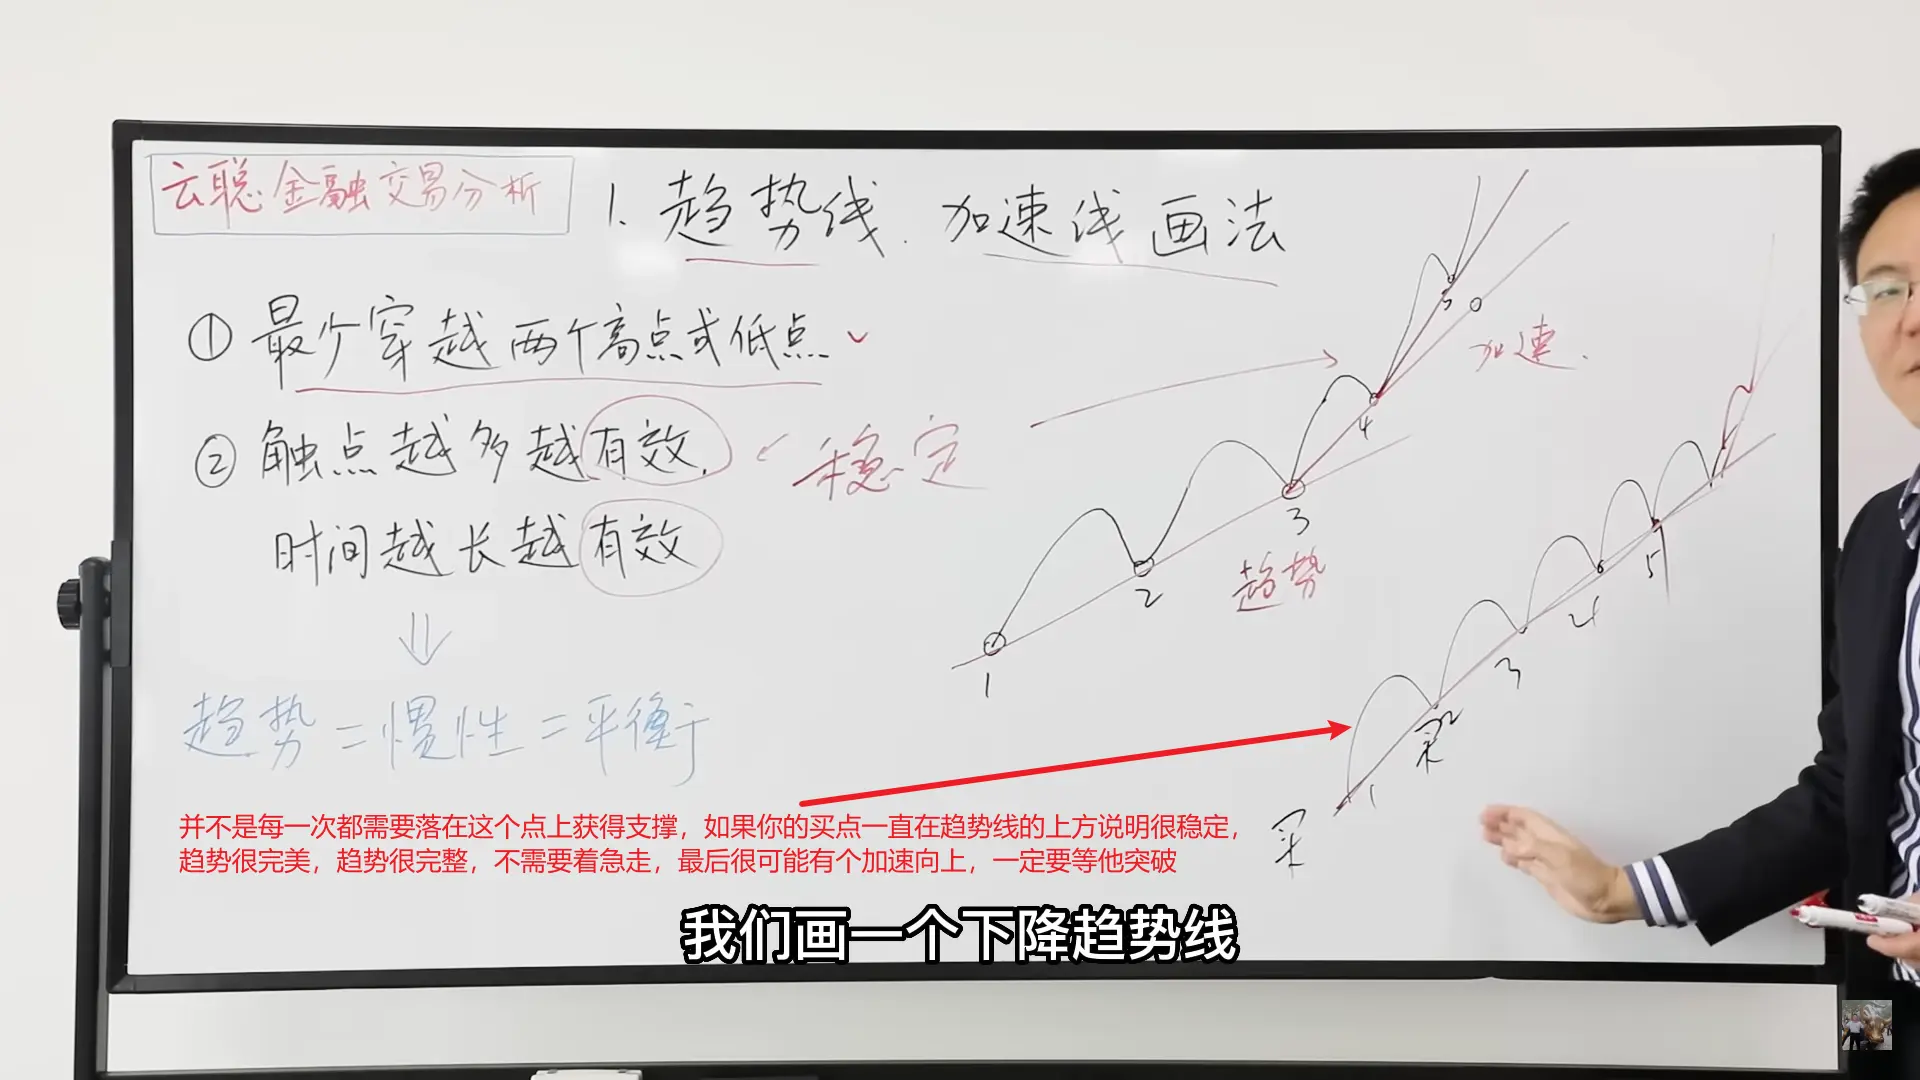 云聪金融交易分析
1. 趋势线.加速线画法
① 最少穿越两个高点或低点
② 触点越多越有效.
稳定
时间越长越有效
趋势=惯性=平衡
加速.
趋势
1
2
3
4
5
1
2
3
4
5
买
买
并不是每一次都需要落在这个点上获得支撑，如果你的买点一直在趋势线的上方说明很稳定，
趋势很完美，趋势很完整，不需要着急走，最后很可能有个加速向上，一定要等他突破
我们画一个下降趋势线